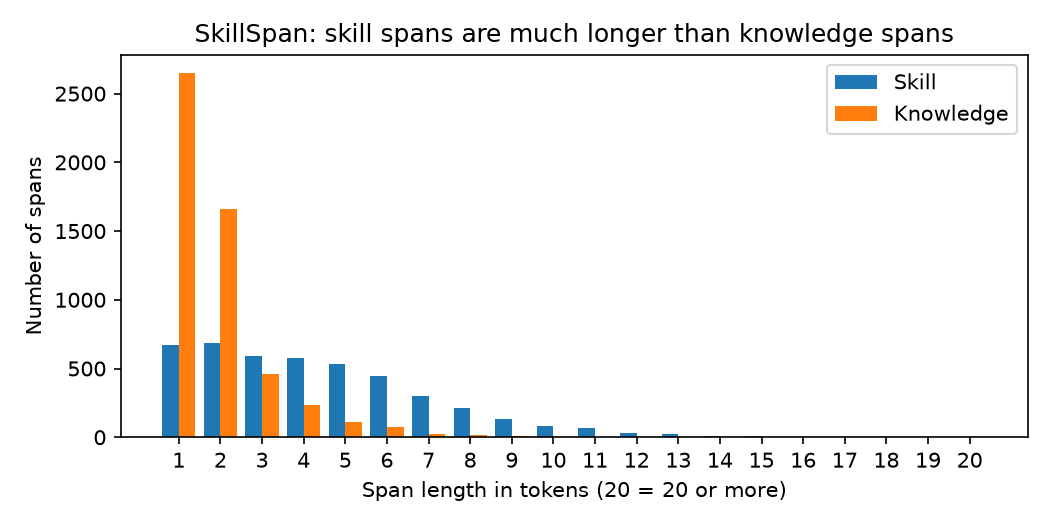 SkillSpan: skill spans are much longer than knowledge spans
Skill
Knowledge
Number of spans
2500
2000
1500
1000
500
0
1 2 3 4 5 6 7 8 9 10 11 12 13 14 15 16 17 18 19 20
Span length in tokens (20 = 20 or more)